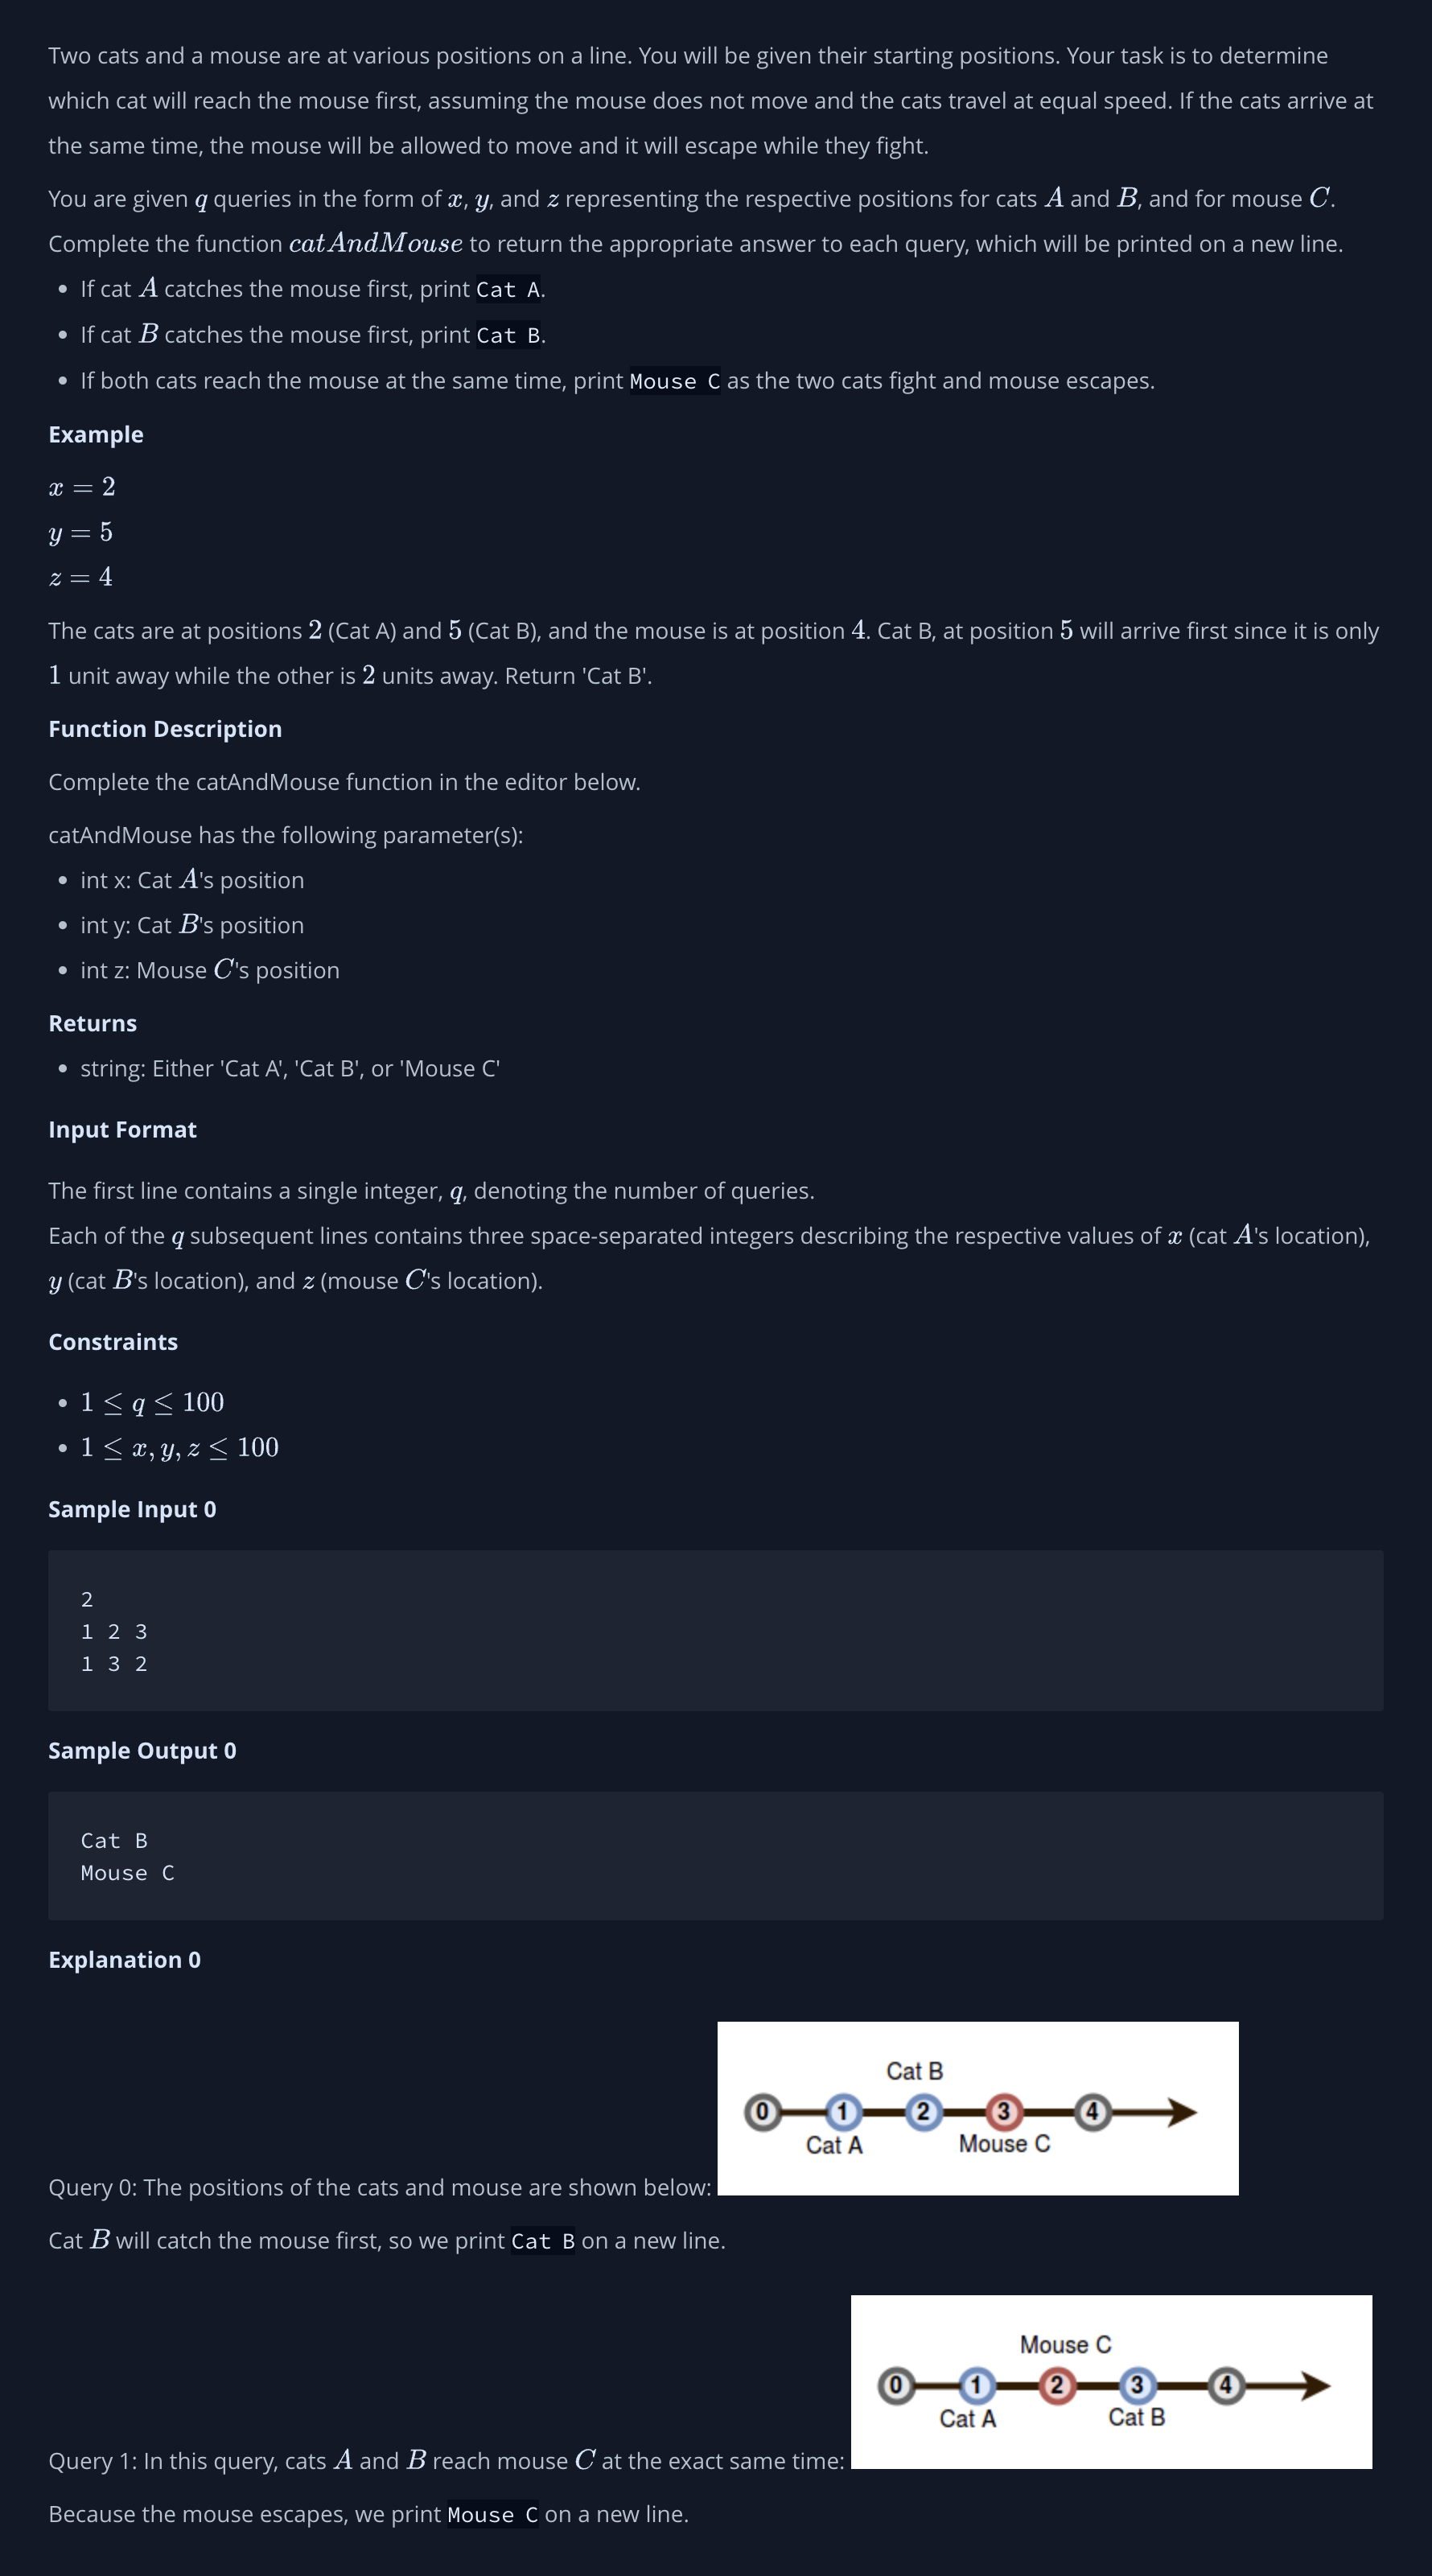 Two cats and a mouse are at various positions on a line. You will be given their starting positions. Your task is to determine
which cat will reach the mouse first, assuming the mouse does not move and the cats travel at equal speed. If the cats arrive at
the same time, the mouse will be allowed to move and it will escape while they fight.
You are given q queries in the form of x, y, and z representing the respective positions for cats A and B, and for mouse C.
Complete the function catAndMouse to return the appropriate answer to each query, which will be printed on a new line.
• If cat A catches the mouse first, print Cat A.
• If cat B catches the mouse first, print Cat B.
• If both cats reach the mouse at the same time, print Mouse C as the two cats fight and mouse escapes.
Example
x = 2
y = 5
z = 4
The cats are at positions 2 (Cat A) and 5 (Cat B), and the mouse is at position 4. Cat B, at position 5 will arrive first since it is only
1 unit away while the other is 2 units away. Return 'Cat B'.
Function Description
Complete the catAndMouse function in the editor below.
catAndMouse has the following parameter(s):
• int x: Cat A's position
• int y: Cat B's position
• int z: Mouse C's position
Returns
• string: Either 'Cat A', 'Cat B', or 'Mouse C'
Input Format
The first line contains a single integer, q, denoting the number of queries.
Each of the q subsequent lines contains three space-separated integers describing the respective values of x (cat A's location),
y (cat B's location), and z (mouse C's location).
Constraints
• 1 ≤ q ≤ 100
• 1 ≤ x, y, z ≤ 100
Sample Input 0
2
1 2 3
1 3 2
Sample Output 0
Cat B
Mouse C
Explanation 0
Cat B
0 1 2 3 4
Cat A Mouse C
Query 0: The positions of the cats and mouse are shown below:
Cat B will catch the mouse first, so we print Cat B on a new line.
Mouse C
0 1 2 3 4
Cat A Cat B
Query 1: In this query, cats A and B reach mouse C at the exact same time:
Because the mouse escapes, we print Mouse C on a new line.